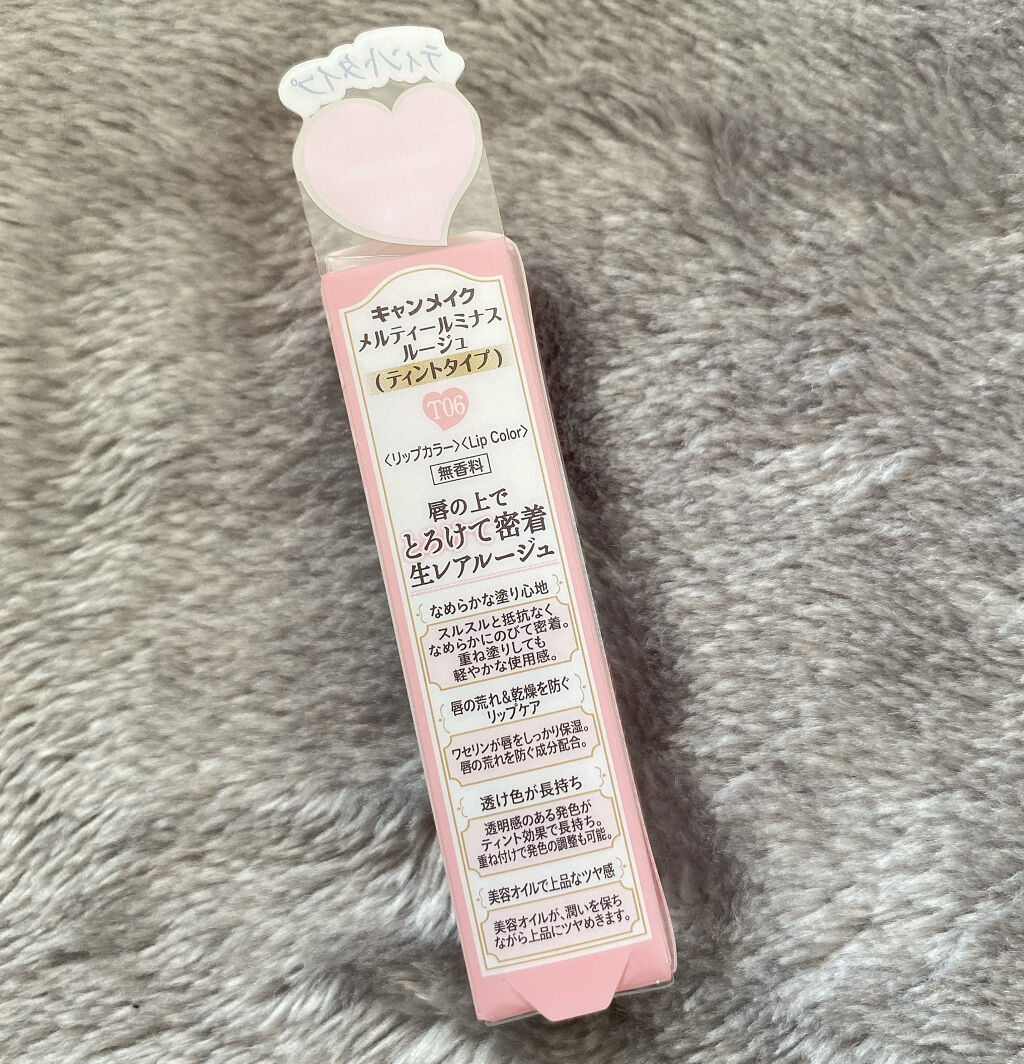 ティントタイプ
キャンメイク
メルティールミナス
ルージュ
(ティントタイプ)
T06
〈リップカラー〉〈Lip Color〉
無香料
唇の上で
とろけて密着
生レアルージュ
なめらかな塗り心地
スルスルと抵抗なく
なめらかにのびて密着。
重ね塗りしても
軽やかな使用感。
唇の荒れ&乾燥を防ぐ
リップケア
ワセリンが唇をしっかり保湿。
唇の荒れを防ぐ成分配合。
透け色が長持ち
透明感のある発色が
ティント効果で長持ち。
重ね付けで発色の調整も可能。
美容オイルで上品なツヤ感
美容オイルが、潤いを保ち
ながら上品にツヤめきます。